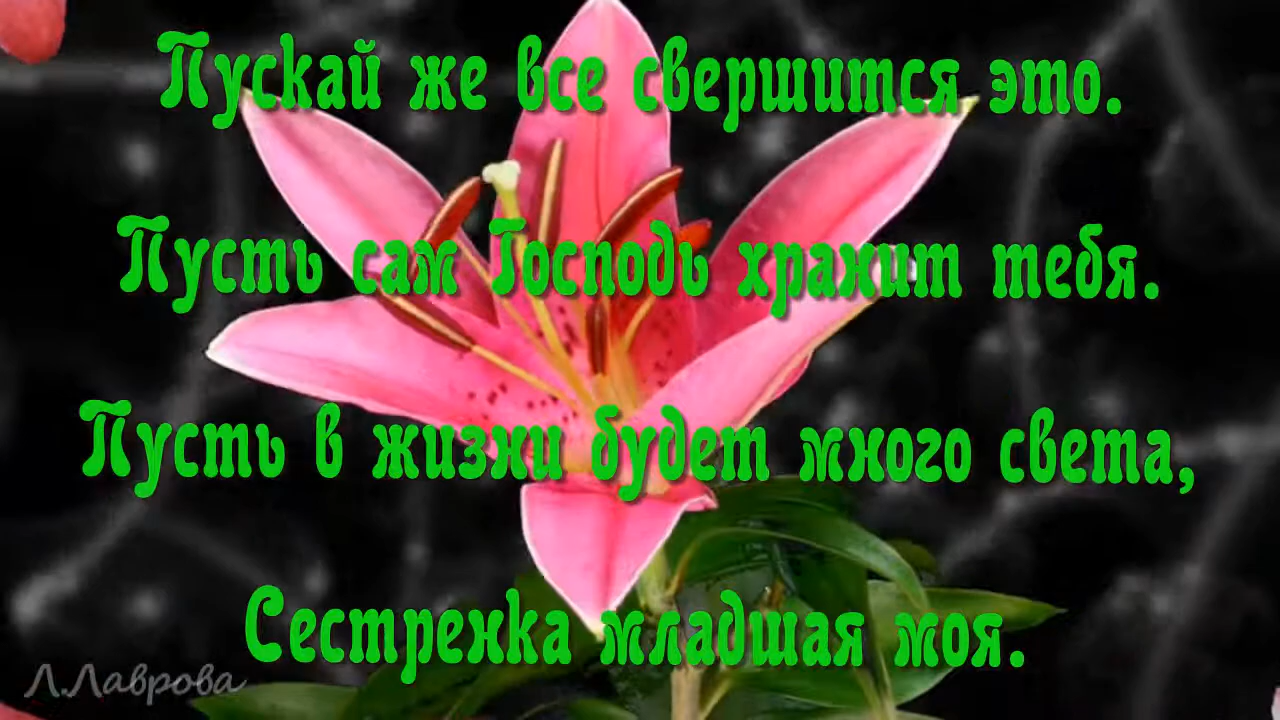 Пускай же все свершится это.
Пусть сам Господь хранит тебя.
Пусть в жизни будет много света,
Сестренка младшая моя.
Л.Лаврова